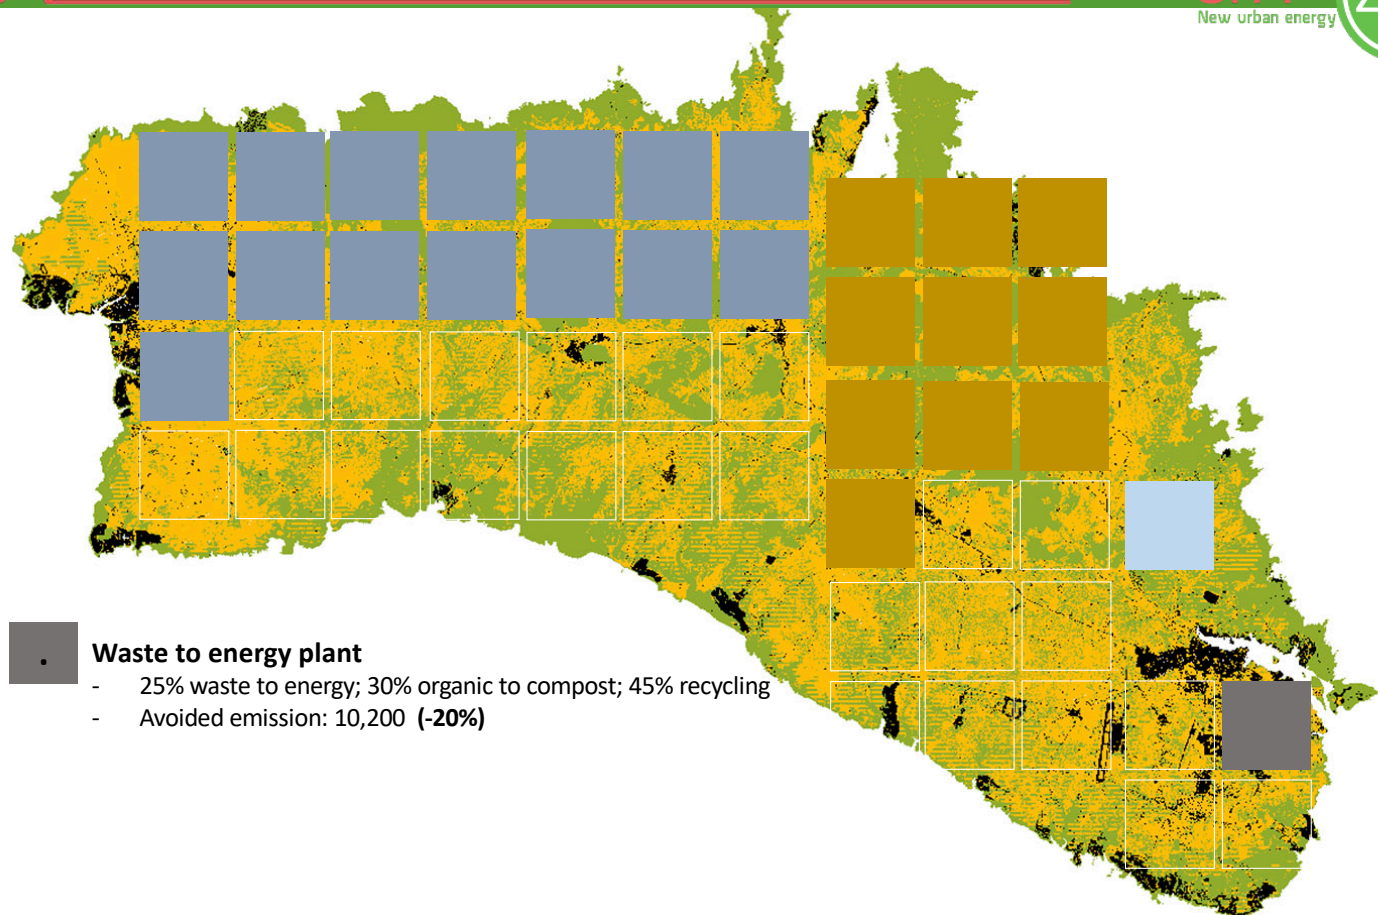 New urban energy
Waste to energy plant
- 25% waste to energy; 30% organic to compost; 45% recycling
- Avoided emission: 10,200 (-20%)